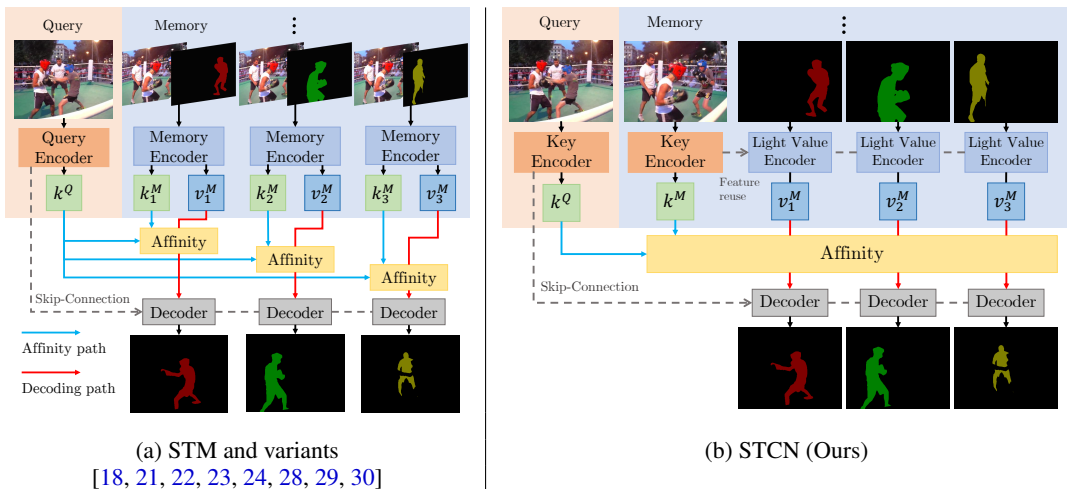 Query
Memory
⋮
Query
Encoder
Memory
Encoder
Memory
Encoder
Memory
Encoder
k^Q
k_1^M
v_1^M
k_2^M
v_2^M
k_3^M
v_3^M
Affinity
Affinity
Affinity
Skip-Connection
Decoder
Decoder
Decoder
Affinity path
Decoding path
(a) STM and variants
[18, 21, 22, 23, 24, 28, 29, 30]
Query
Memory
⋮
Key
Encoder
Key
Encoder
Light Value
Encoder
Light Value
Encoder
Light Value
Encoder
Feature
reuse
k^Q
k^M
v_1^M
v_2^M
v_3^M
Affinity
Skip-Connection
Decoder
Decoder
Decoder
(b) STCN (Ours)